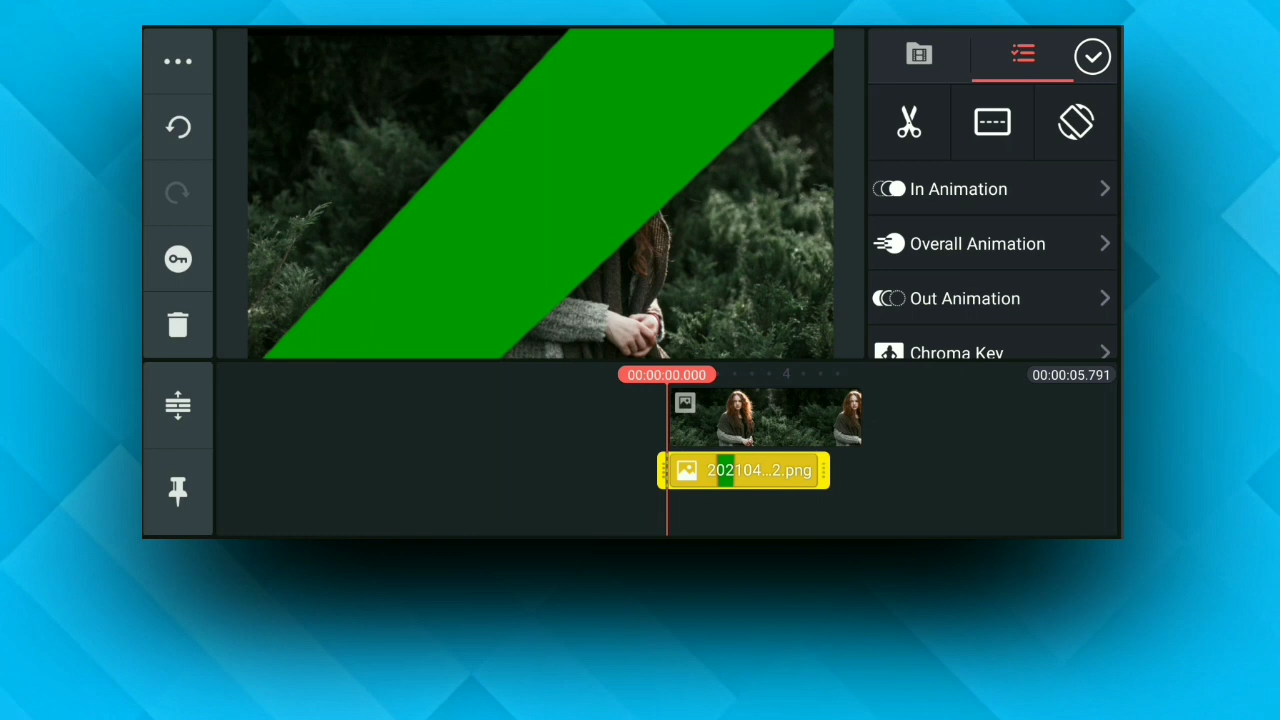 In Animation
Overall Animation
Out Animation
Chroma Key
00:00:00.000
4
00:00:05.791
202104...2.png